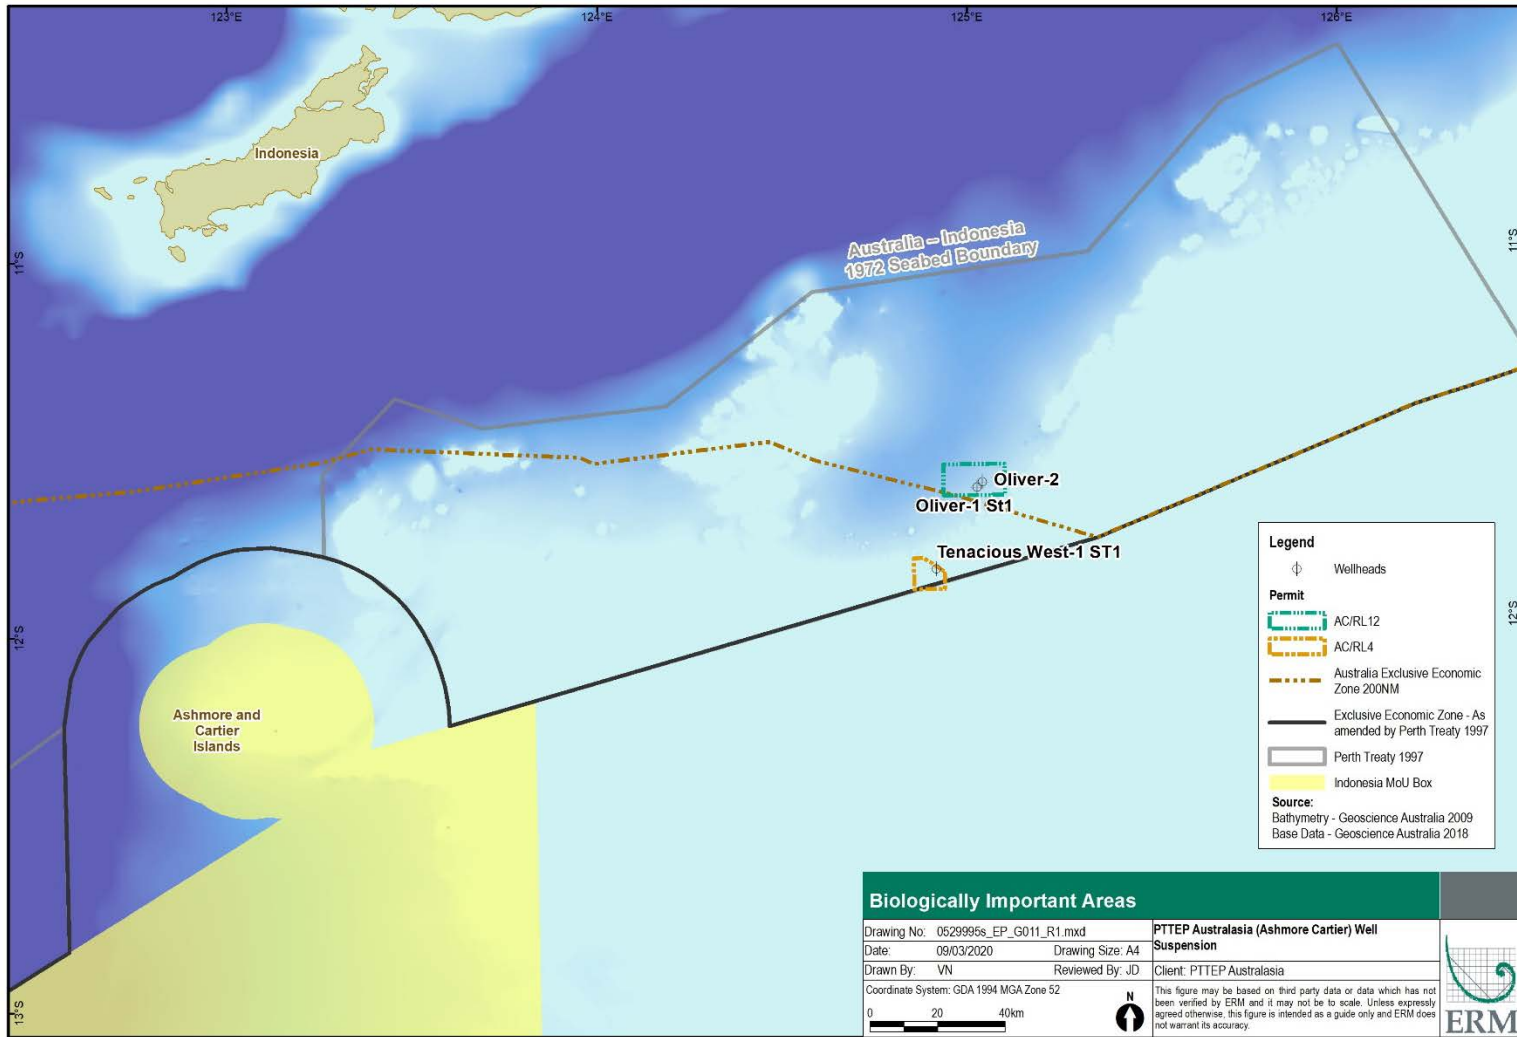 123°E
124°E
125°E
126°E
Indonesia
11°S
11°S
Australia – Indonesia
1972 Seabed Boundary
Oliver-2
Oliver-1 St1
Tenacious West-1 ST1
12°S
12°S
Ashmore and
Cartier
Islands
13°S
Legend
Wellheads
Permit
AC/RL12
AC/RL4
Australia Exclusive Economic
Zone 200NM
Exclusive Economic Zone - As
amended by Perth Treaty 1997
Perth Treaty 1997
Indonesia MoU Box
Source:
Bathymetry - Geoscience Australia 2009
Base Data - Geoscience Australia 2018
Biologically Important Areas
Drawing No: 0529995s_EP_G011_R1.mxd
Date: 09/03/2020 Drawing Size: A4
Drawn By: VN Reviewed By: JD
Coordinate System: GDA 1994 MGA Zone 52
0 20 40km
N
PTTEP Australasia (Ashmore Cartier) Well
Suspension
Client: PTTEP Australasia
This figure may be based on third party data or data which has not
been verified by ERM and it may not be to scale. Unless expressly
agreed otherwise, this figure is intended as a guide only and ERM does
not warrant its accuracy.
ERM